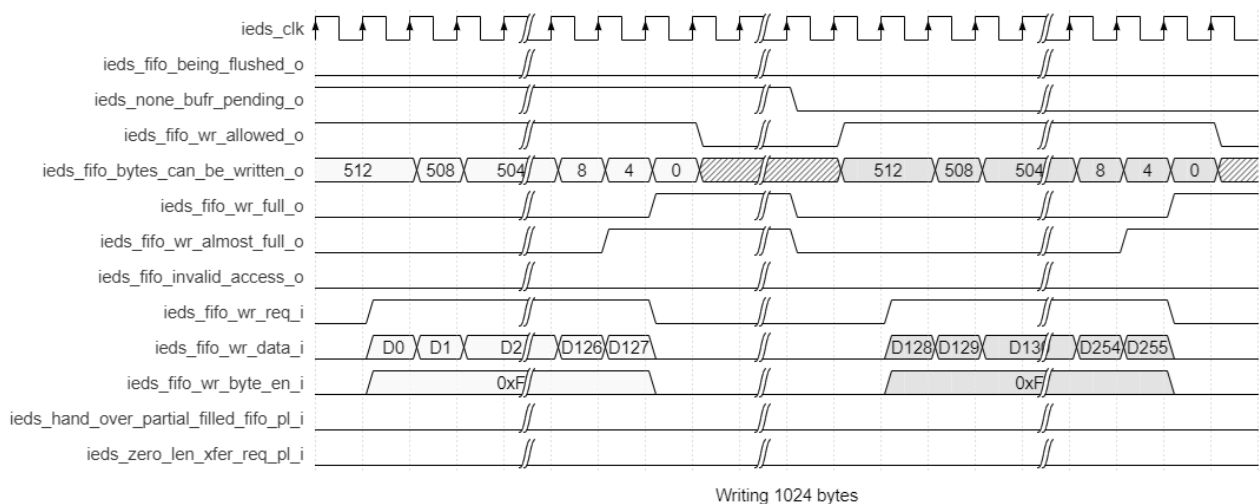 ieds_clk
ieds_fifo_being_flushed_o
ieds_none_bufr_pending_o
ieds_fifo_wr_allowed_o
ieds_fifo_bytes_can_be_written_o 512 508 504 8 4 0 512 508 504 8 4 0
ieds_fifo_wr_full_o
ieds_fifo_wr_almost_full_o
ieds_fifo_invalid_access_o
ieds_fifo_wr_req_i
ieds_fifo_wr_data_i D0 D1 D2 D126 D127 D128 D129 D130 D254 D255
ieds_fifo_wr_byte_en_i 0xF 0xF
ieds_hand_over_partial_filled_fifo_pl_i
ieds_zero_len_xfer_req_pl_i
Writing 1024 bytes